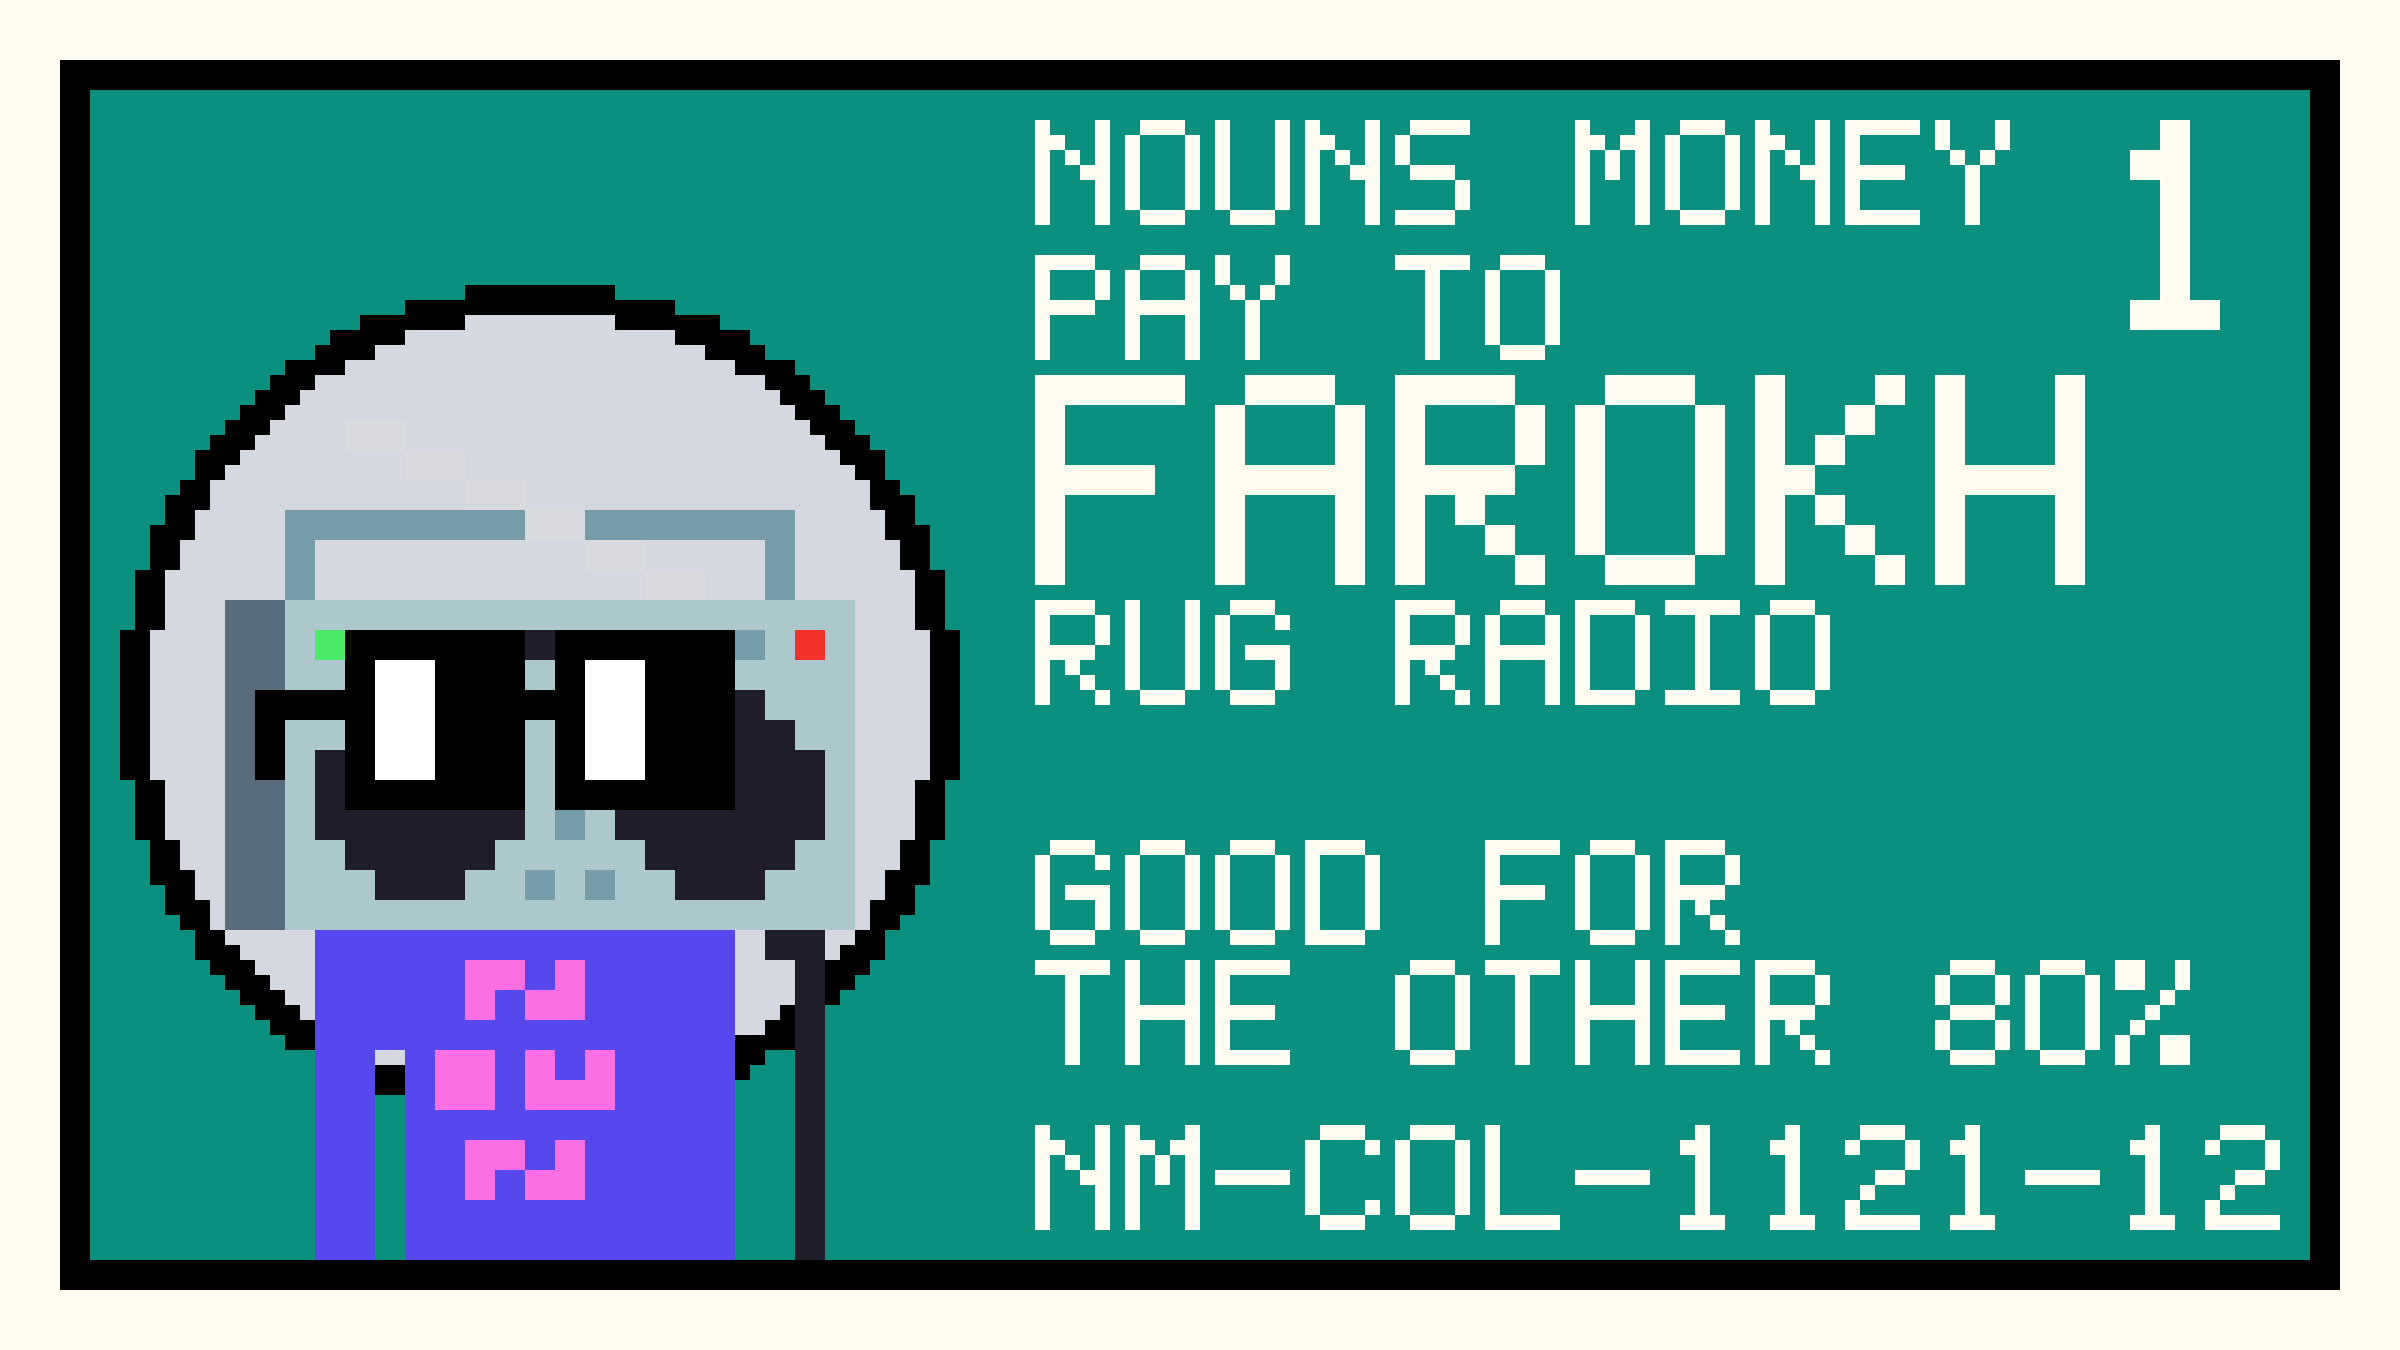 NOUNS MONEY 1
PAY TO
FAROKH
RUG RADIO
GOOD FOR
THE OTHER 80%
NM-COL-1121-12